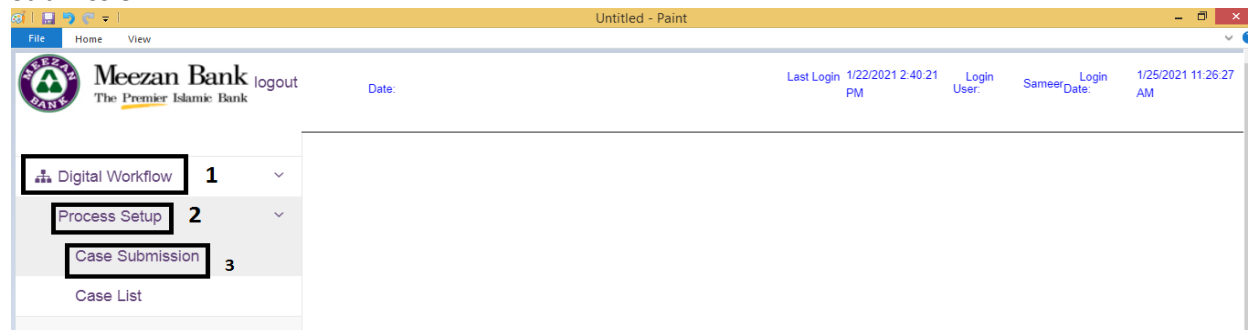 Untitled - Paint
File Home View
MEEZAN BANK
Meezan Bank logout
The Premier Islamic Bank
Date:
Last Login 1/22/2021 2:40:21 PM
Login User: Sameer
Login Date: 1/25/2021 11:26:27 AM
Digital Workflow 1
Process Setup 2
Case Submission 3
Case List